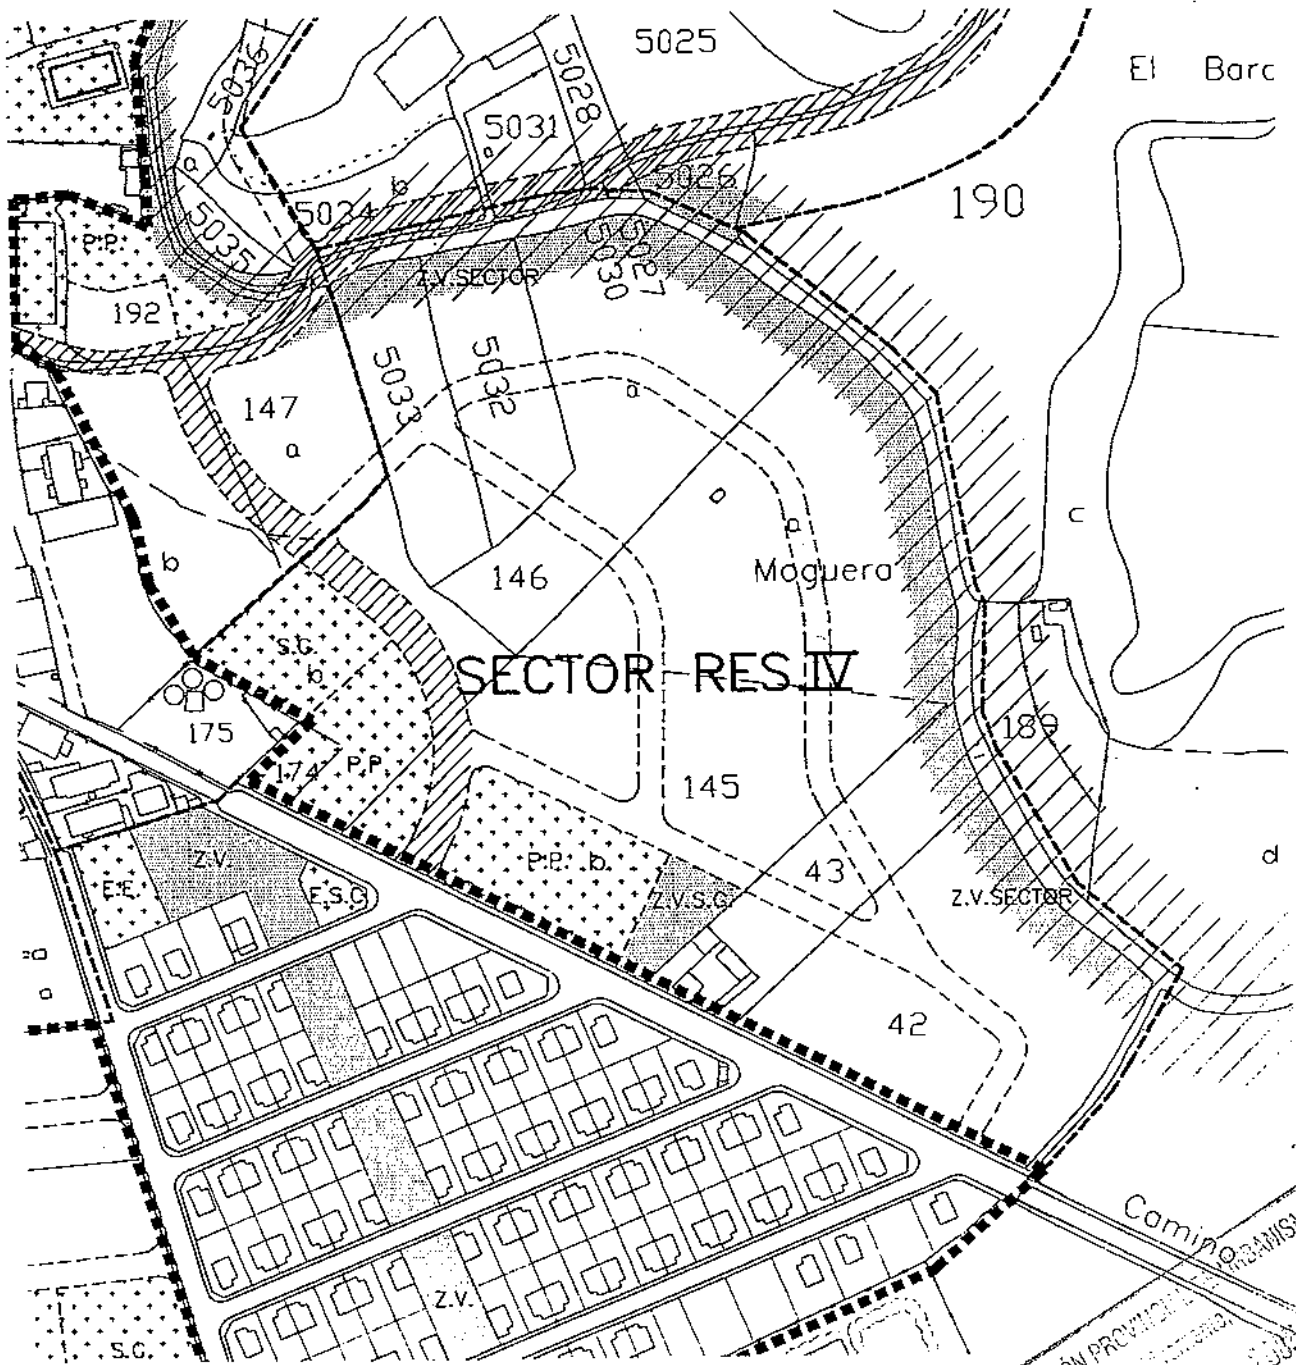 5025
El Barc
5036
5028
5031
a
a
b
5026
190
5034
5035
P.P.
5027
5030
Z.V.SECTOR
192
5033
5032
a
147
a
a
c
b
146
Moguera
S.G.
b
SECTOR RES.IV
175
189
174
P.P.
145
Z.V.
P.P. b
43
d
E.E.
E.S.G
Z.V.S.G.
Z.V.SECTOR
42
Camino
Z.V.
S.G.